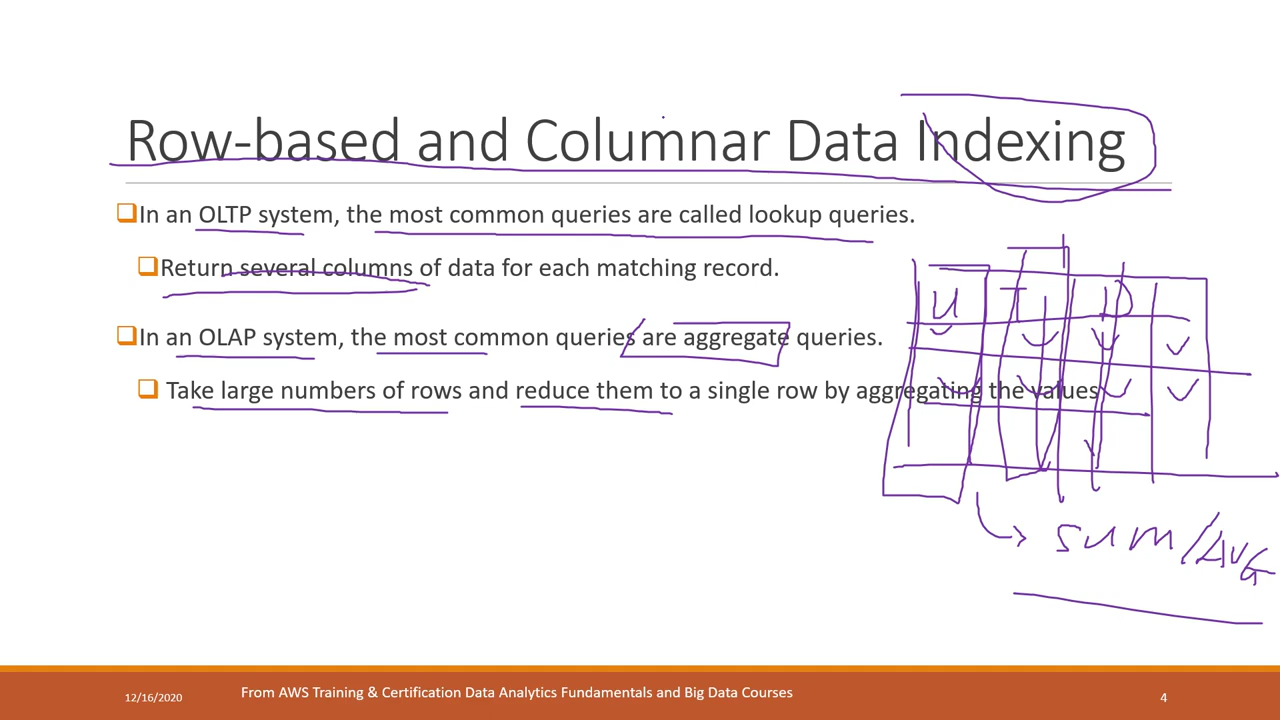 Row-based and Columnar Data Indexing
In an OLTP system, the most common queries are called lookup queries.
Return several columns of data for each matching record.
In an OLAP system, the most common queries are aggregate queries.
Take large numbers of rows and reduce them to a single row by aggregating the values
U T D
sum/AVG
12/16/2020
From AWS Training & Certification Data Analytics Fundamentals and Big Data Courses
4